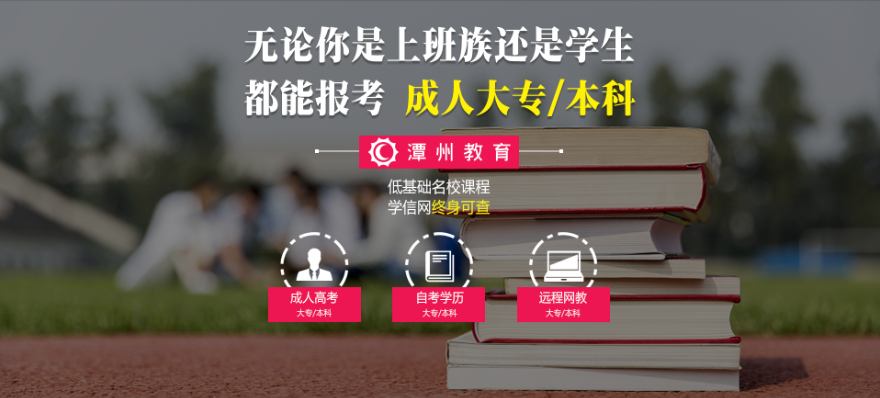 无论你是上班族还是学生
都能报考 成人大专/本科
潭州教育
低基础名校课程
学信网终身可查
成人高考
大专/本科
自考学历
大专/本科
远程网教
大专/本科